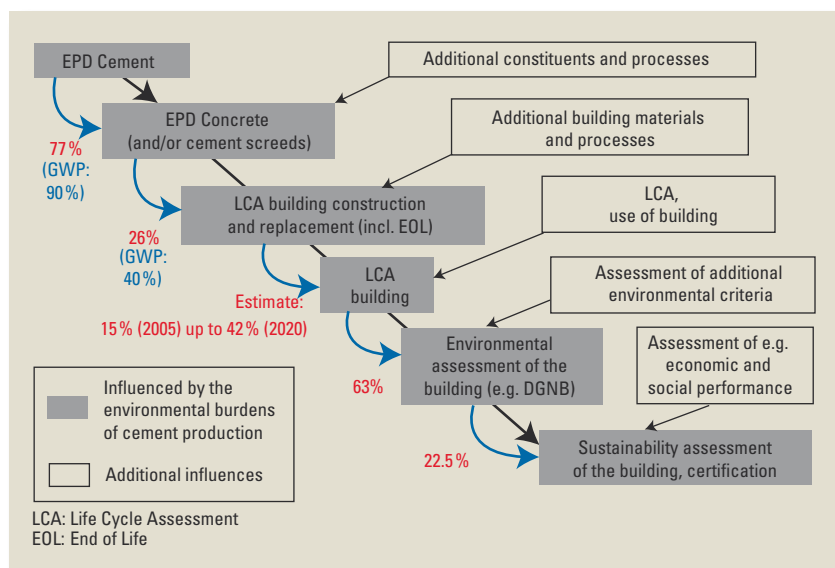 EPD Cement
Additional constituents and processes
EPD Concrete
(and/or cement screeds)
Additional building materials
and processes
77 %
(GWP:
90 %)
LCA building construction
and replacement (incl. EOL)
LCA,
use of building
26%
(GWP:
40 %)
LCA
building
Assessment of additional
environmental criteria
Estimate:
15 % (2005) up to 42 % (2020)
Environmental
assessment of the
building (e.g. DGNB)
Assessment of e.g.
economic and
social performance
63%
Sustainability assessment
of the building, certification
22.5 %
Influenced by the
environmental burdens
of cement production
Additional influences
LCA: Life Cycle Assessment
EOL: End of Life